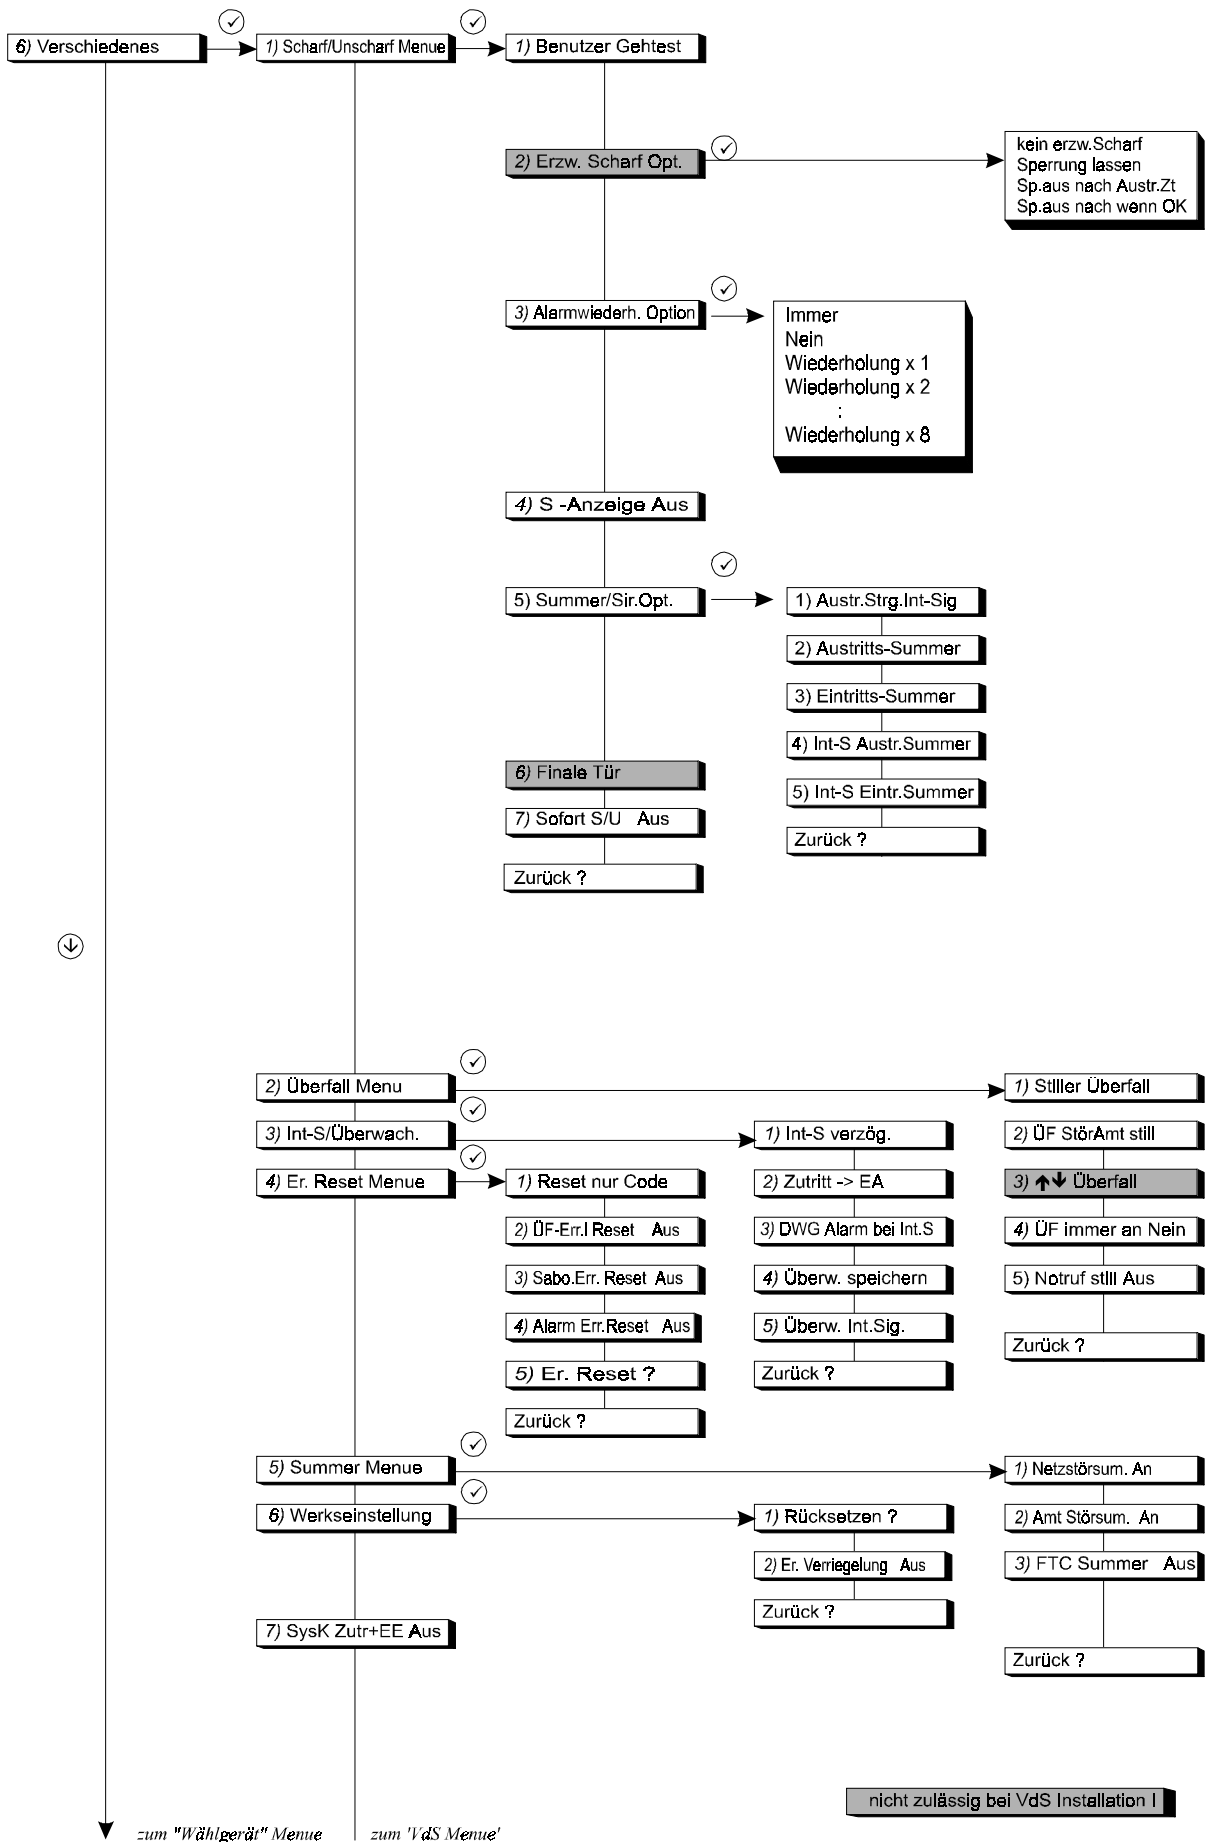 6) Verschiedenes
1) Scharf/Unscharf Menue
1) Benutzer Gehtest
2) Erzw. Scharf Opt.
kein erzw.Scharf
Sperrung lassen
Sp.aus nach Austr.Zt
Sp.aus nach wenn OK
3) Alarmwiederh. Option
Immer
Nein
Wiederholung x 1
Wiederholung x 2
:
Wiederholung x 8
4) S -Anzeige Aus
5) Summer/Sir.Opt.
1) Austr.Strg.Int-Sig
2) Austritts-Summer
3) Eintritts-Summer
4) Int-S Austr.Summer
5) Int-S Eintr.Summer
Zurück ?
6) Finale Tür
7) Sofort S/U Aus
Zurück ?
2) Überfall Menu
1) Stiller Überfall
2) ÜF StörAmt still
3) ↑↓ Überfall
4) ÜF immer an Nein
5) Notruf still Aus
Zurück ?
3) Int-S/Überwach.
1) Int-S verzög.
2) Zutritt -> EA
3) DWG Alarm bei Int.S
4) Überw. speichern
5) Überw. Int.Sig.
Zurück ?
4) Er. Reset Menue
1) Reset nur Code
2) ÜF-Err.l Reset Aus
3) Sabo.Err. Reset Aus
4) Alarm Err.Reset Aus
5) Er. Reset ?
Zurück ?
5) Summer Menue
1) Netzstörsum. An
2) Amt Störsum. An
3) FTC Summer Aus
Zurück ?
6) Werkseinstellung
1) Rücksetzen ?
2) Er. Verriegelung Aus
Zurück ?
7) SysK Zutr+EE Aus
nicht zulässig bei VdS Installation !
zum "Wählgerät" Menue
zum 'VdS Menue'